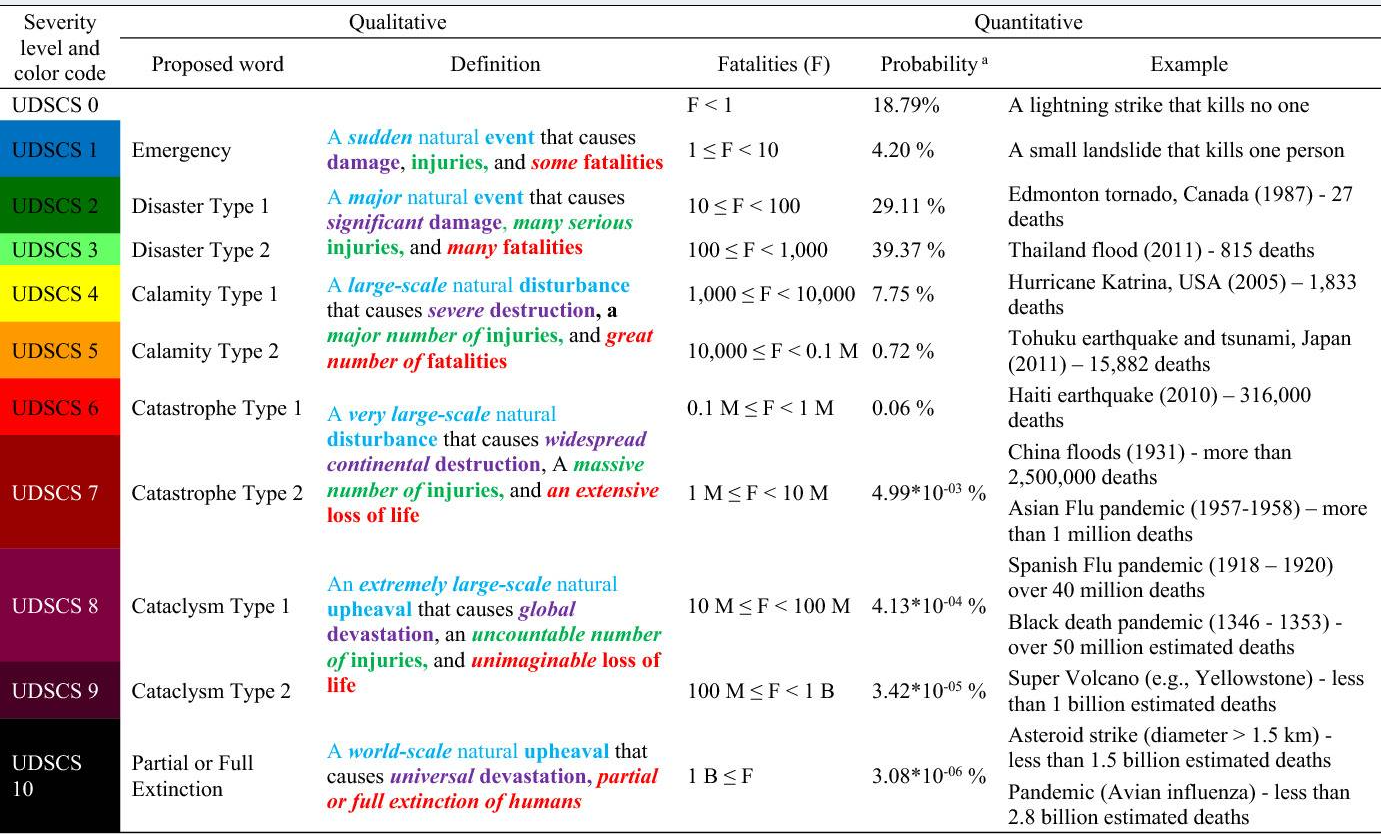 Severity level and color code
Qualitative
Quantitative
Proposed word
Definition
Fatalities (F)
Probability ᵃ
Example
UDSCS 0
F < 1
18.79%
A lightning strike that kills no one
UDSCS 1
Emergency
A sudden natural event that causes
damage, injuries, and some fatalities
1 ≤ F < 10
4.20 %
A small landslide that kills one person
UDSCS 2
Disaster Type 1
A major natural event that causes
significant damage, many serious
injuries, and many fatalities
10 ≤ F < 100
29.11 %
Edmonton tornado, Canada (1987) - 27
deaths
UDSCS 3
Disaster Type 2
100 ≤ F < 1,000
39.37 %
Thailand flood (2011) - 815 deaths
UDSCS 4
Calamity Type 1
A large-scale natural disturbance
that causes severe destruction, a
major number of injuries, and great
number of fatalities
1,000 ≤ F < 10,000
7.75 %
Hurricane Katrina, USA (2005) – 1,833
deaths
UDSCS 5
Calamity Type 2
10,000 ≤ F < 0.1 M
0.72 %
Tohuku earthquake and tsunami, Japan
(2011) – 15,882 deaths
UDSCS 6
Catastrophe Type 1
A very large-scale natural
disturbance that causes widespread
continental destruction, A massive
number of injuries, and an extensive
loss of life
0.1 M ≤ F < 1 M
0.06 %
Haiti earthquake (2010) – 316,000
deaths
UDSCS 7
Catastrophe Type 2
1 M ≤ F < 10 M
4.99*10⁻⁰³ %
China floods (1931) - more than
2,500,000 deaths
Asian Flu pandemic (1957-1958) – more
than 1 million deaths
UDSCS 8
Cataclysm Type 1
An extremely large-scale natural
upheaval that causes global
devastation, an uncountable number
of injuries, and unimaginable loss of
life
10 M ≤ F < 100 M
4.13*10⁻⁰⁴ %
Spanish Flu pandemic (1918 – 1920)
over 40 million deaths
Black death pandemic (1346 - 1353) -
over 50 million estimated deaths
UDSCS 9
Cataclysm Type 2
100 M ≤ F < 1 B
3.42*10⁻⁰⁵ %
Super Volcano (e.g., Yellowstone) - less
than 1 billion estimated deaths
UDSCS
10
Partial or Full
Extinction
A world-scale natural upheaval that
causes universal devastation, partial
or full extinction of humans
1 B ≤ F
3.08*10⁻⁰⁶ %
Asteroid strike (diameter > 1.5 km) -
less than 1.5 billion estimated deaths
Pandemic (Avian influenza) - less than
2.8 billion estimated deaths